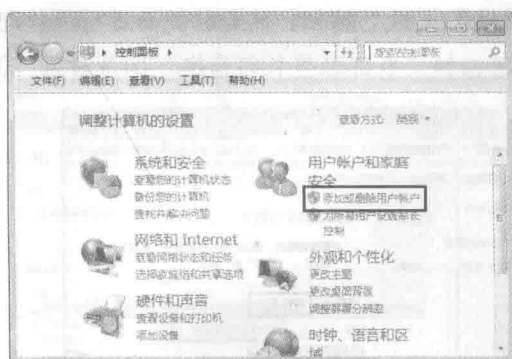 控制面板
搜索控制面板
文件(F) 编辑(E) 查看(V) 工具(T) 帮助(H)
调整计算机的设置
查看方式: 类别
系统和安全
查看您的计算机状态
备份您的计算机
查找并解决问题
网络和 Internet
查看网络状态和任务
选择家庭组和共享选项
硬件和声音
查看设备和打印机
添加设备
用户帐户和家庭
安全
添加或删除用户帐户
为所有用户设置家长
控制
外观和个性化
更改主题
更改桌面背景
调整屏幕分辨率
时钟、语言和区
域